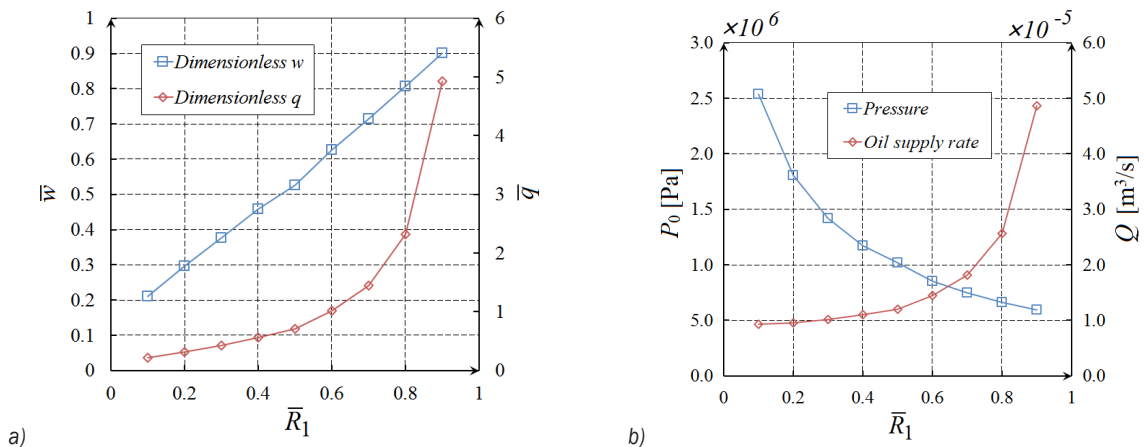 1
0.9
0.8
0.7
0.6
0.5
0.4
0.3
0.2
0.1
0
w̅
6
5
4
3
2
1
0
q̅
Dimensionless w
Dimensionless q
0 0.2 0.4 0.6 0.8 1
R̅₁
a)
×10⁶
3.0
2.5
2.0
1.5
1.0
5.0
0.0
P₀ [Pa]
×10⁻⁵
6.0
5.0
4.0
3.0
2.0
1.0
0.0
Q [m³/s]
Pressure
Oil supply rate
0 0.2 0.4 0.6 0.8 1
R̅₁
b)